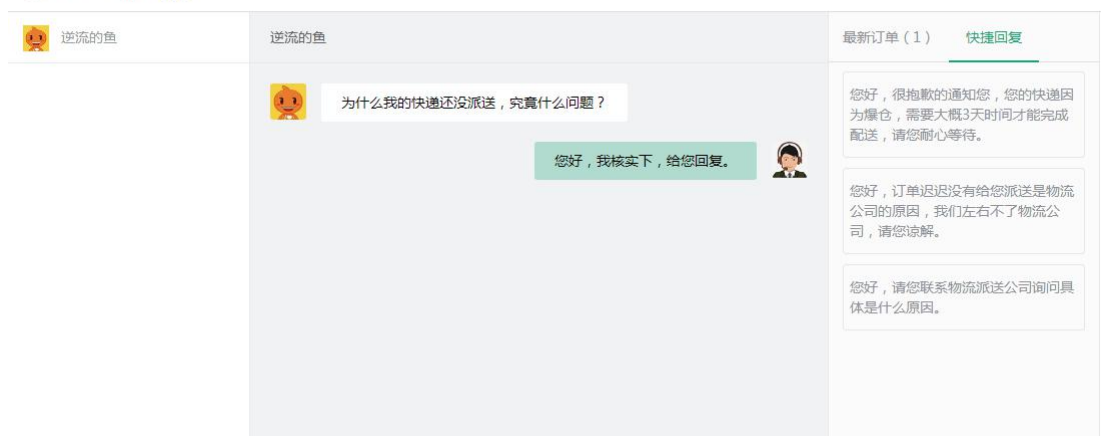 逆流的鱼
逆流的鱼
最新订单(1)
快捷回复
为什么我的快递还没派送,究竟什么问题?
您好,我核实下,给您回复。
您好,很抱歉的通知您,您的快递因
为爆仓,需要大概3天时间才能完成
配送,请您耐心等待。
您好,订单迟迟没有给您派送是物流
公司的原因,我们左右不了物流公
司,请您谅解。
您好,请您联系物流派送公司询问具
体是什么原因。